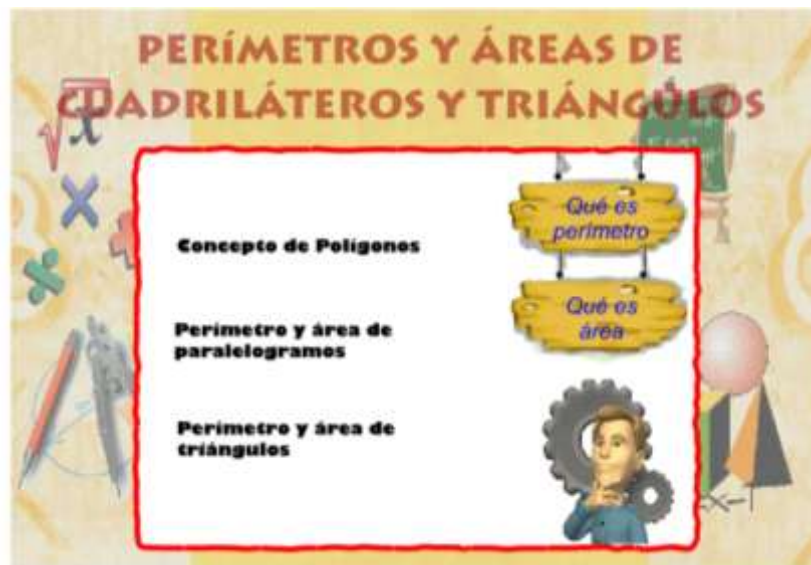 PERÍMETROS Y ÁREAS DE
CUADRILÁTEROS Y TRIÁNGULOS
Qué es
perímetro
Concepto de Polígonos
Qué es
área
Perímetro y área de
paralelogramos
Perímetro y área de
triángulos